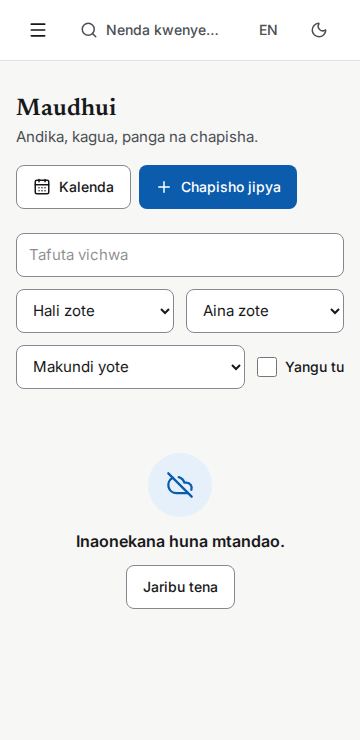 Nenda kwenye...
EN
Maudhui
Andika, kagua, panga na chapisha.
Kalenda
Chapisho jipya
Tafuta vichwa
Hali zote
Aina zote
Makundi yote
Yangu tu
Inaonekana huna mtandao.
Jaribu tena